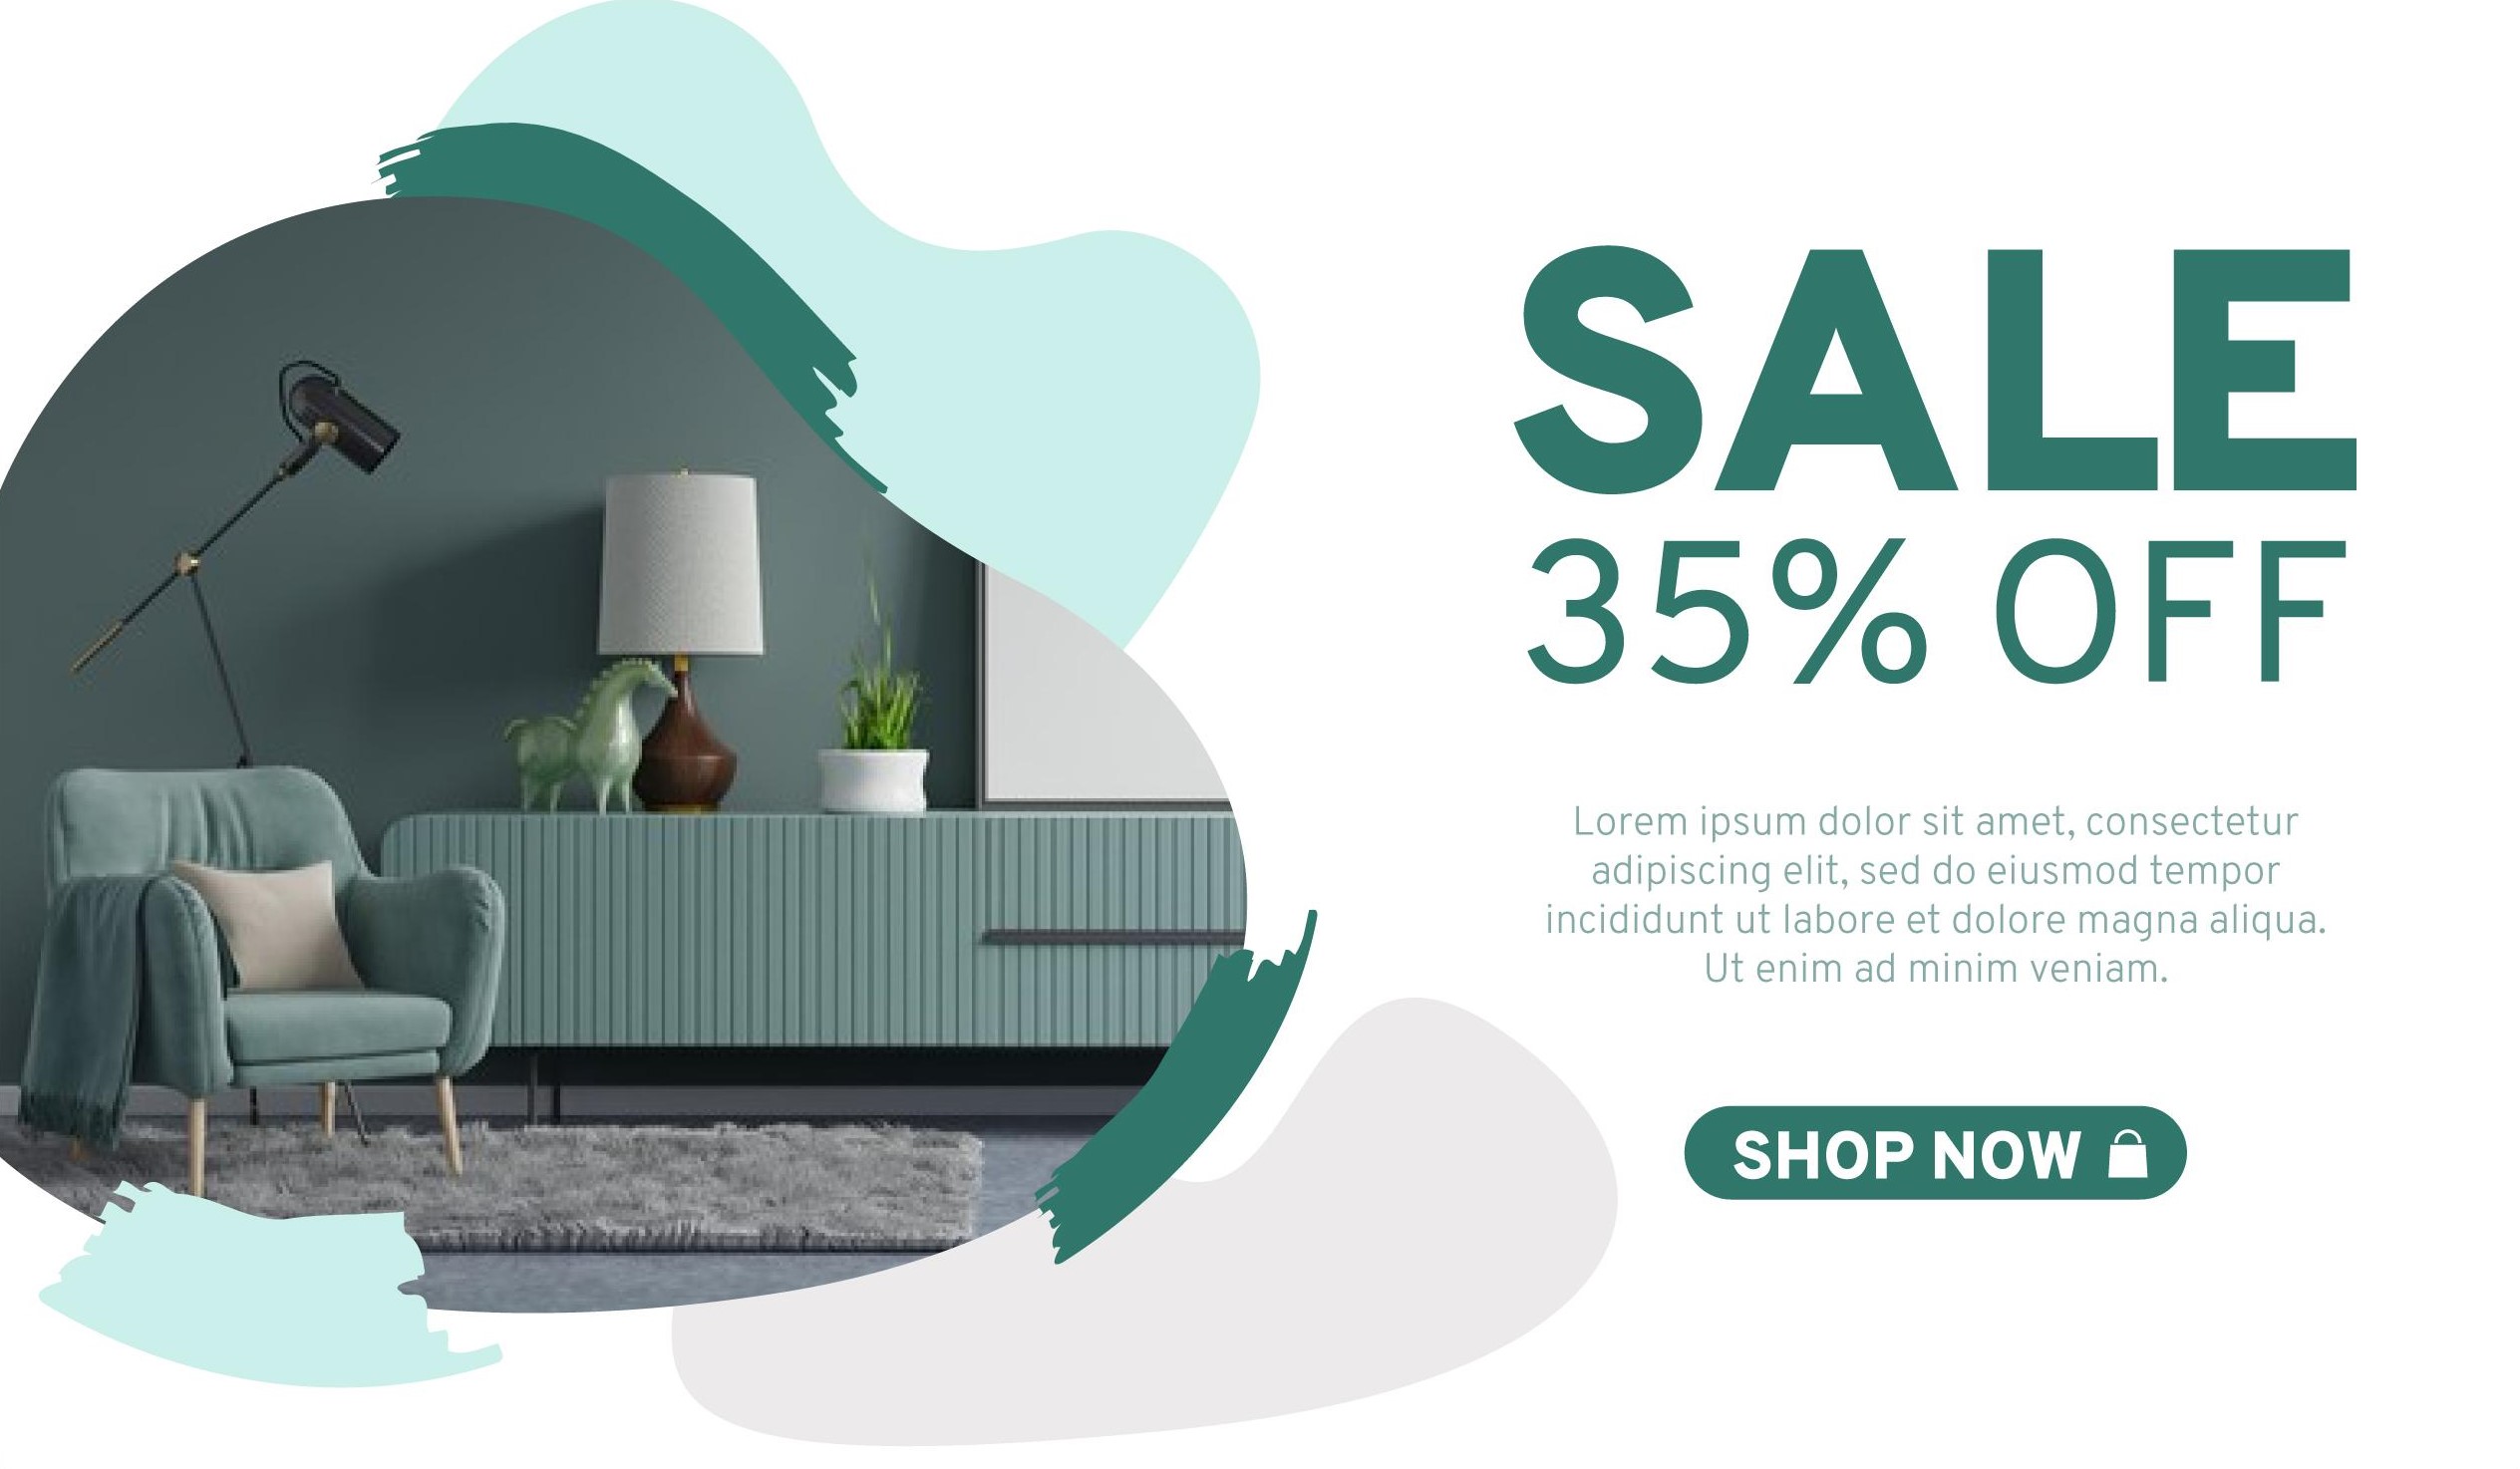 SALE
35% OFF
Lorem ipsum dolor sit amet, consectetur
adipiscing elit, sed do eiusmod tempor
incididunt ut labore et dolore magna aliqua.
Ut enim ad minim veniam.
SHOP NOW